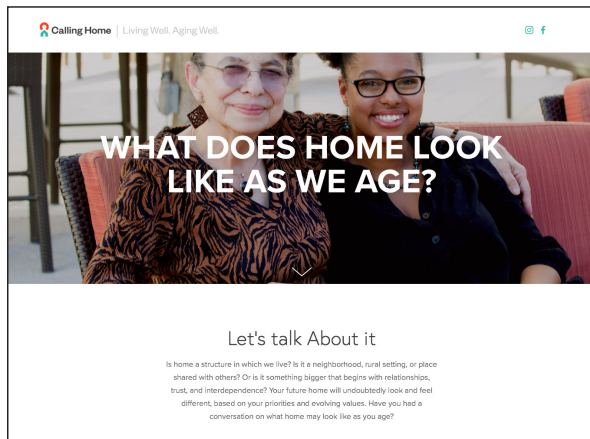 Calling Home | Living Well. Aging Well.
WHAT DOES HOME LOOK
LIKE AS WE AGE?
Let's talk About it
Is home a structure in which we live? Is it a neighborhood, rural setting, or place
shared with others? Or is it something bigger that begins with relationships,
trust, and interdependence? Your future home will undoubtedly look and feel
different, based on your priorities and evolving values. Have you had a
conversation on what home may look like as you age?